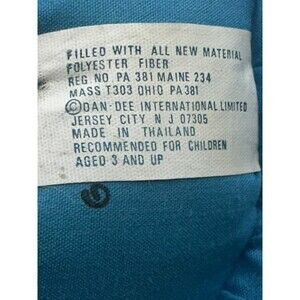 FILLED WITH ALL NEW MATERIAL
POLYESTER FIBER
REG. NO. PA 381 MAINE 234
MASS T303 OHIO PA381
©DAN-DEE INTERNATIONAL LIMITED
JERSEY CITY N J 07305
MADE IN THAILAND
RECOMMENDED FOR CHILDREN
AGED 3 AND UP